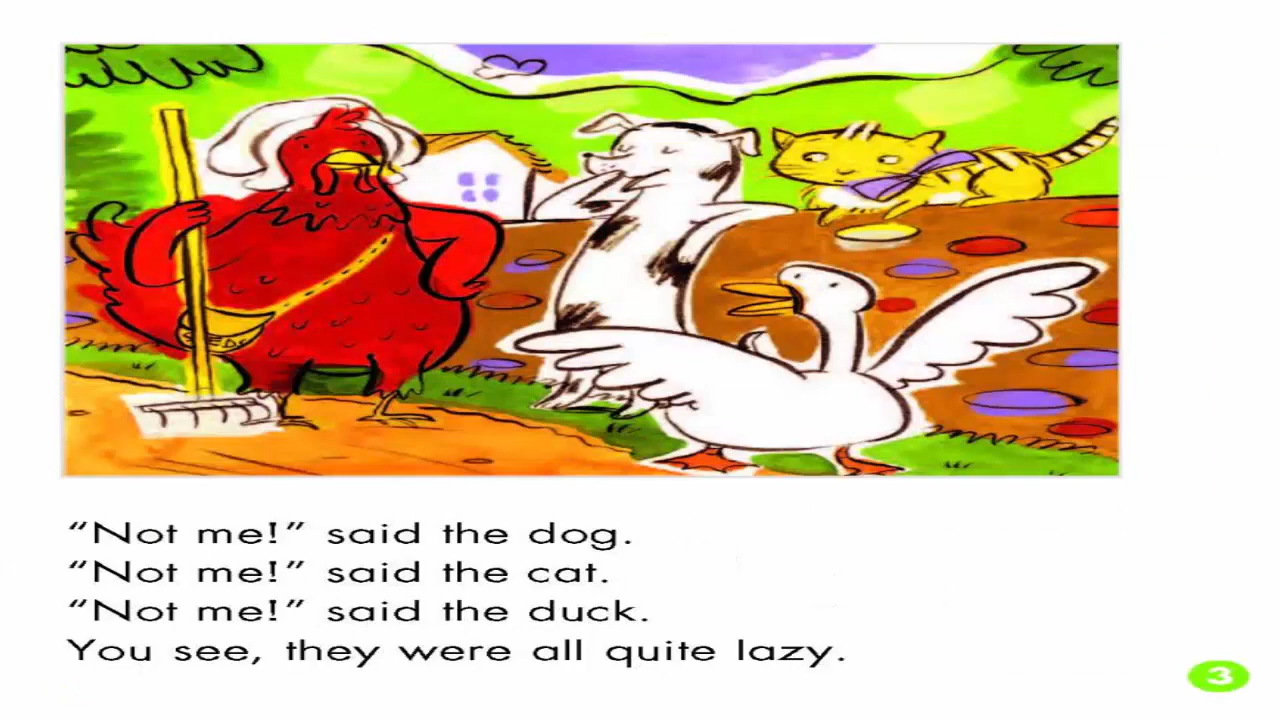 SEEDS
“Not me!” said the dog.
“Not me!” said the cat.
“Not me!” said the duck.
You see, they were all quite lazy.
3